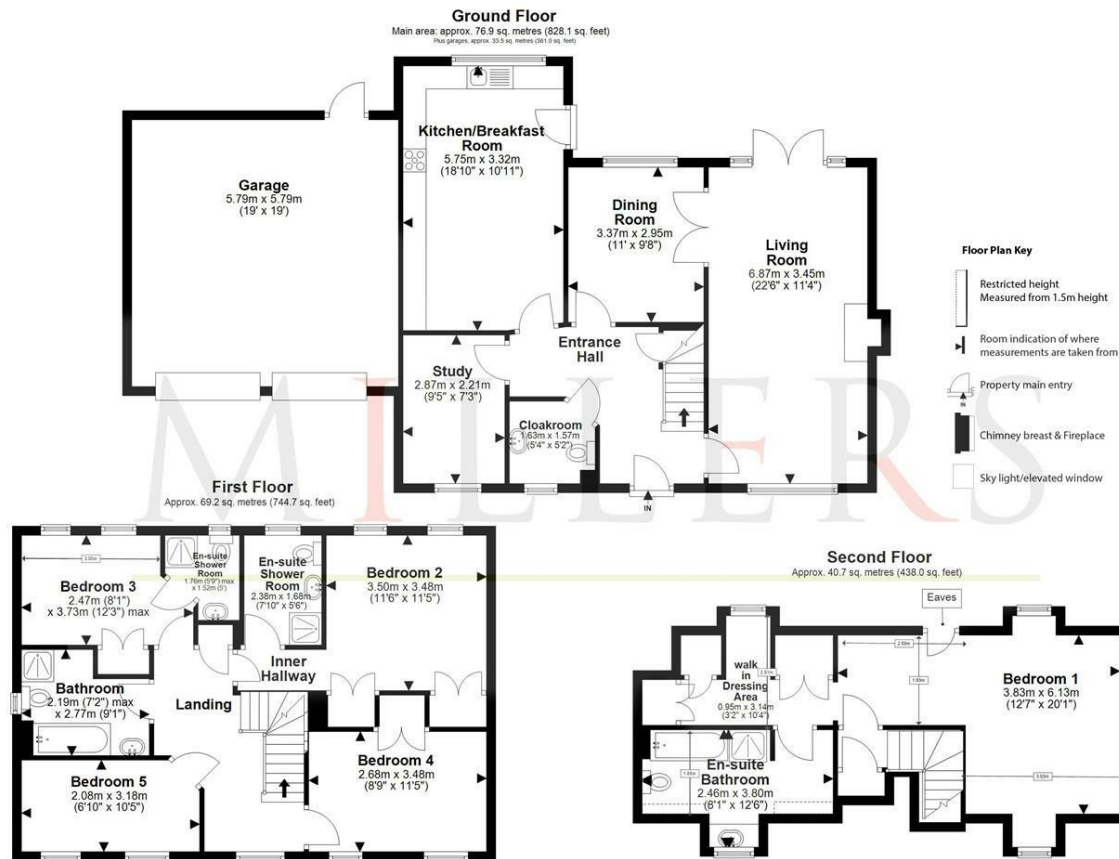 Ground Floor
Main area: approx. 76.9 sq. metres (828.1 sq. feet)
Plus garages, approx. 33.5 sq. metres (361.0 sq. feet)
Kitchen/Breakfast
Room
5.75m x 3.32m
(18'10" x 10'11")
Garage
5.79m x 5.79m
(19' x 19')
Dining
Room
3.37m x 2.95m
(11' x 9'8")
Living
Room
6.87m x 3.45m
(22'6" x 11'4")
Entrance
Hall
Study
2.87m x 2.21m
(9'5" x 7'3")
Cloakroom
1.63m x 1.57m
(5'4" x 5'2")
IN
Floor Plan Key
Restricted height
Measured from 1.5m height
Room indication of where
measurements are taken from
Property main entry
IN
Chimney breast & Fireplace
Sky light/elevated window
MILLERS
First Floor
Approx. 69.2 sq. metres (744.7 sq. feet)
Bedroom 3
2.47m (8'1")
x 3.73m (12'3") max
En-suite
Shower
Room
1.76m (5'9") max
x 1.52m (5')
En-suite
Shower
Room
2.38m x 1.68m
(7'10" x 5'6")
Bedroom 2
3.50m x 3.48m
(11'6" x 11'5")
Inner
Hallway
Bathroom
2.19m (7'2") max
x 2.77m (9'1")
Landing
Bedroom 5
2.08m x 3.18m
(6'10" x 10'5")
Bedroom 4
2.68m x 3.48m
(8'9" x 11'5")
Second Floor
Approx. 40.7 sq. metres (438.0 sq. feet)
Eaves
walk
in
Dressing
Area
0.95m x 3.14m
(3'2" x 10'4")
Bedroom 1
3.83m x 6.13m
(12'7" x 20'1")
En-suite
Bathroom
2.46m x 3.80m
(8'1" x 12'6")